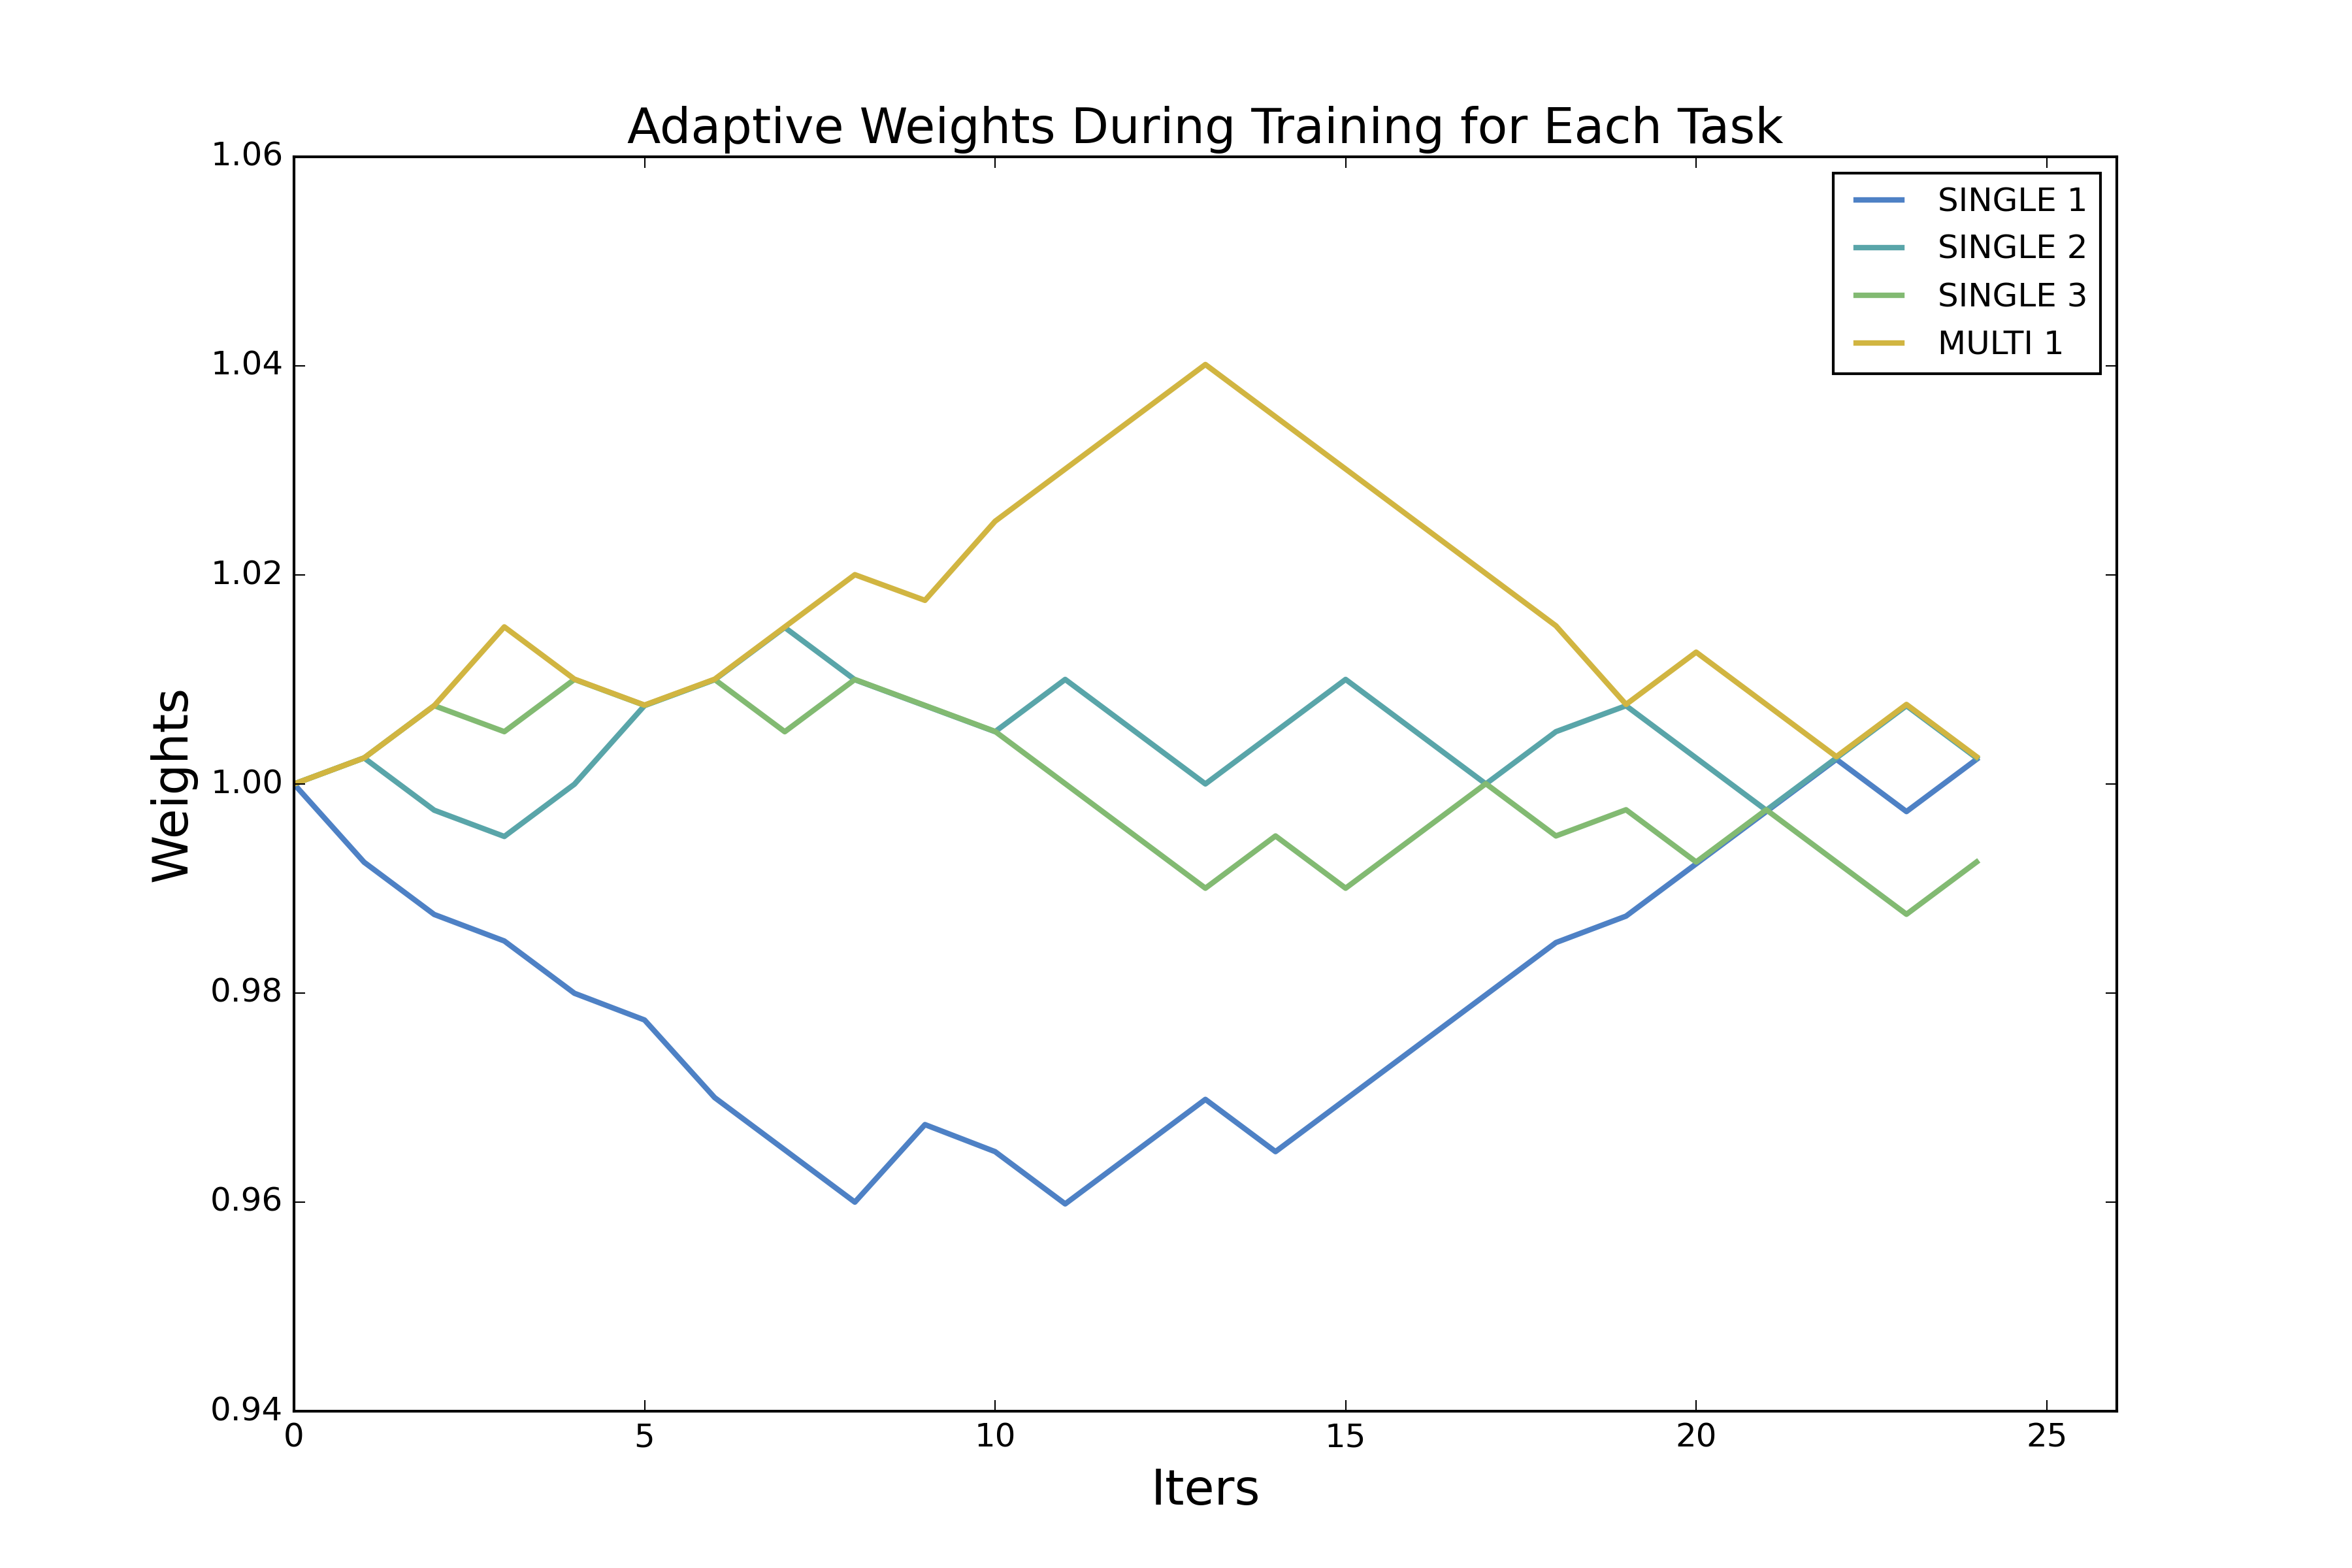 Adaptive Weights During Training for Each Task
1.06
1.04
1.02
1.00
0.98
0.96
0.94
Weights
SINGLE 1
SINGLE 2
SINGLE 3
MULTI 1
0 5 10 15 20 25
Iters